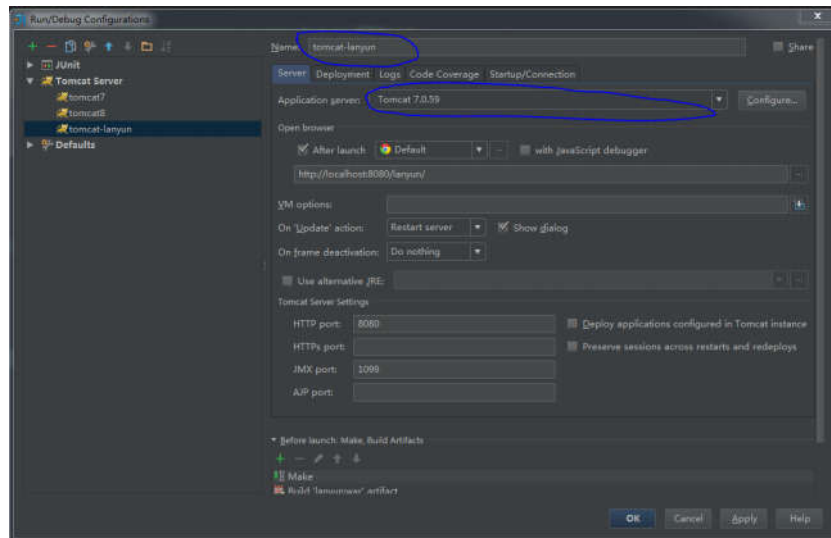 Run/Debug Configurations
Name: tomcat-lanyun
Share
JUnit
Tomcat Server
tomcat7
tomcat8
tomcat-lanyun
Defaults
Server Deployment Logs Code Coverage Startup/Connection
Application server: Tomcat 7.0.59 Configure...
Open browser
After launch Default with JavaScript debugger
http://localhost:8080/lanyun/
VM options:
On 'Update' action: Restart server Show dialog
On frame deactivation: Do nothing
Use alternative JRE:
Tomcat Server Settings
HTTP port: 8080 Deploy applications configured in Tomcat instance
HTTPs port: Preserve sessions across restarts and redeploys
JMX port: 1099
AJP port:
Before launch: Make, Build Artifacts
Make
Build 'lanyun:war' artifact
OK Cancel Apply Help